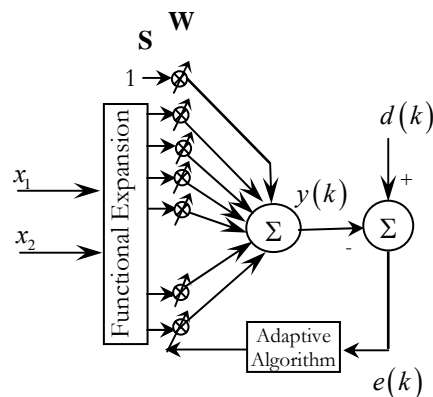 S W
1
d(k)
Functional Expansion
x₁
x₂
y(k)
+
-
Σ
Σ
Adaptive
Algorithm
e(k)